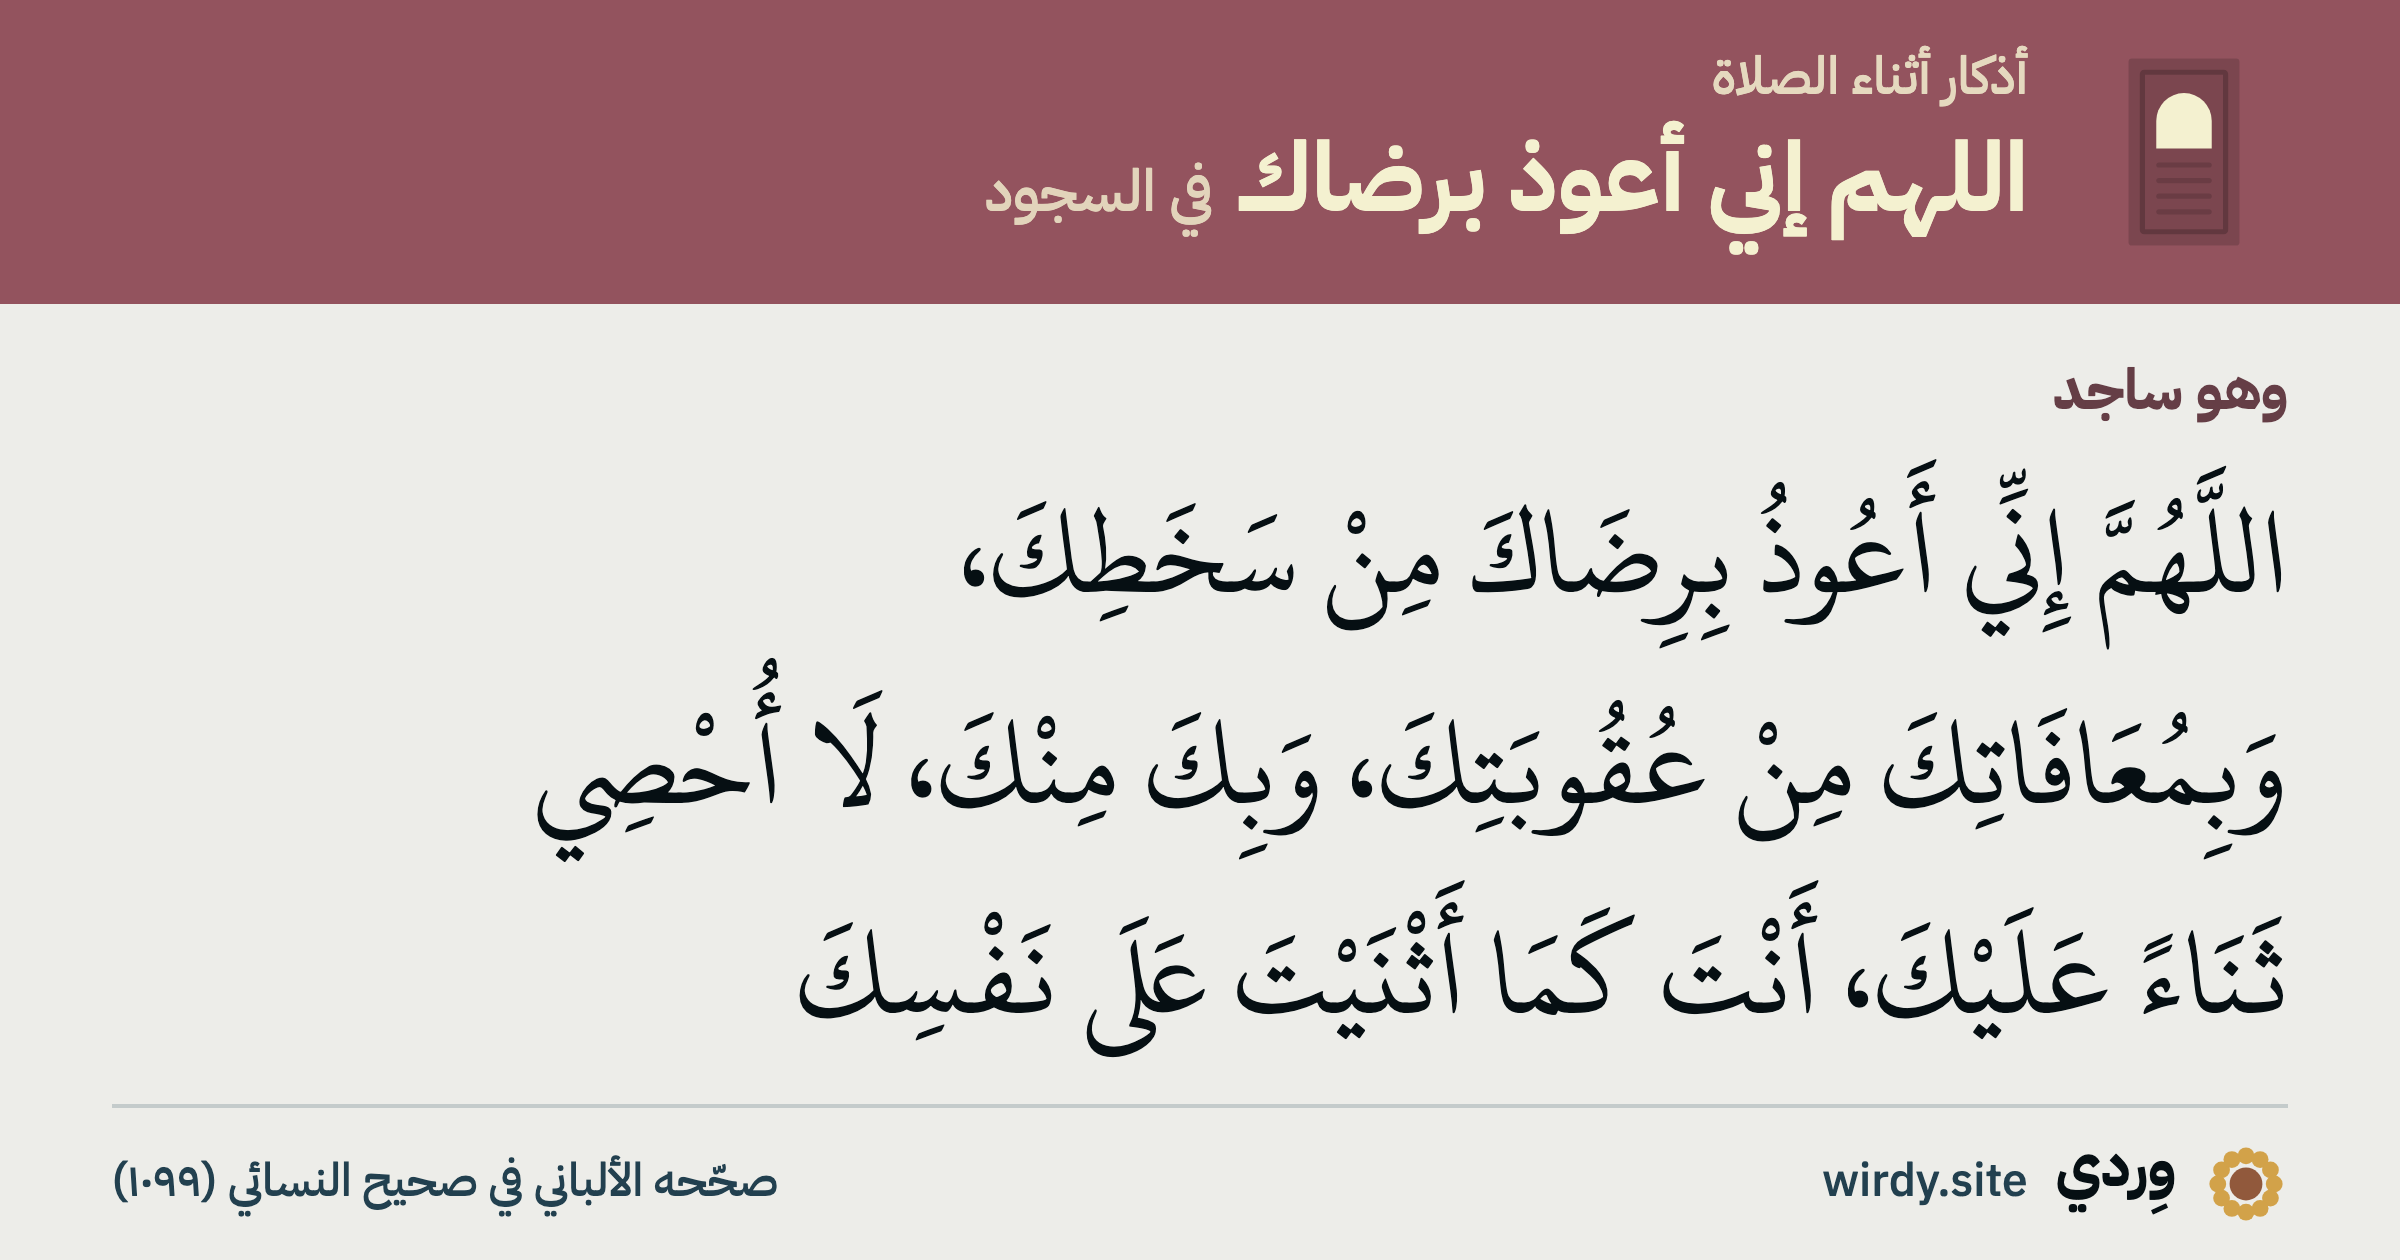 أذكار أثناء الصلاة
اللهم إني أعوذ برضاك في السجود
وهو ساجد
اللَّهُمَّ إِنِّي أَعُوذُ بِرِضَاكَ مِنْ سَخَطِكَ،
وَبِمُعَافَاتِكَ مِنْ عُقُوبَتِكَ، وَبِكَ مِنْكَ، لَا أُحْصِي
ثَنَاءً عَلَيْكَ، أَنْتَ كَمَا أَثْنَيْتَ عَلَى نَفْسِكَ
وِردي wirdy.site
صحّحه الألباني في صحيح النسائي (١٠٩٩)